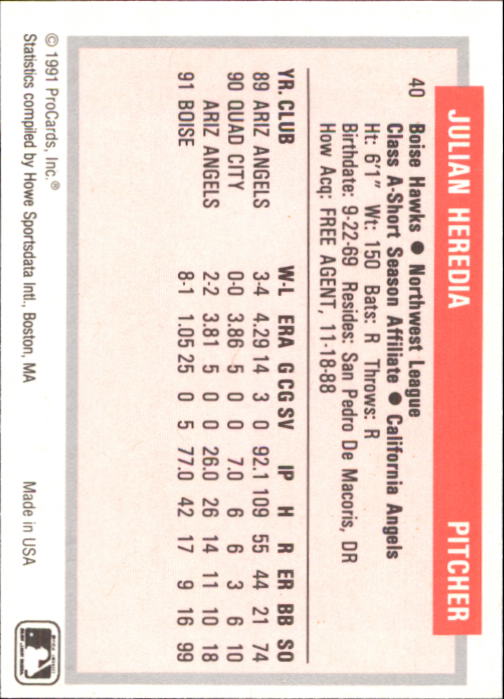 JULIAN HEREDIA PITCHER
40 Boise Hawks ● Northwest League
Class A-Short Season Affiliate ● California Angels
Ht: 6'1" Wt: 150 Bats: R Throws: R
Birthdate: 9-22-69 Resides: San Pedro De Macoris, DR
How Acq: FREE AGENT, 11-18-88
YR. CLUB W-L ERA G CG SV IP H R ER BB SO
89 ARIZ ANGELS 3-4 4.29 14 3 0 92.1 109 55 44 21 74
90 QUAD CITY 0-0 3.86 5 0 0 7.0 6 6 3 6 10
ARIZ ANGELS 2-2 3.81 5 0 0 26.0 26 14 11 10 18
91 BOISE 8-1 1.05 25 0 5 77.0 42 17 9 16 99
© 1991 ProCards, Inc.®
Statistics compiled by Howe Sportsdata Intl., Boston, MA Made in USA